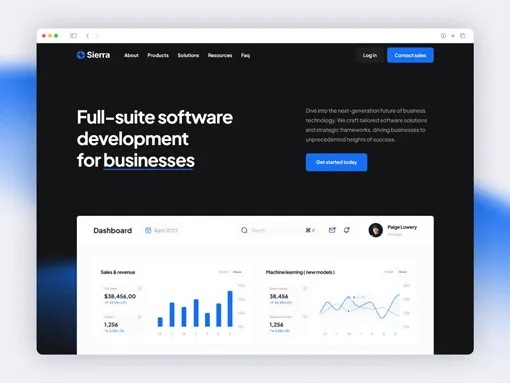 Sierra
About Products Solutions Resources Faq
Log in
Contact sales
Full-suite software
development
for businesses
Dive into the next-generation future of business
technology. We craft tailored software solutions
and strategic frameworks, driving businesses to
unprecedented heights of success.
Get started today
Dashboard
April 2023
Search
Paige Lowery
Manager
Sales & revenue
$38,456,00
1,256
Machine learning ( new models )
38,456
1,256